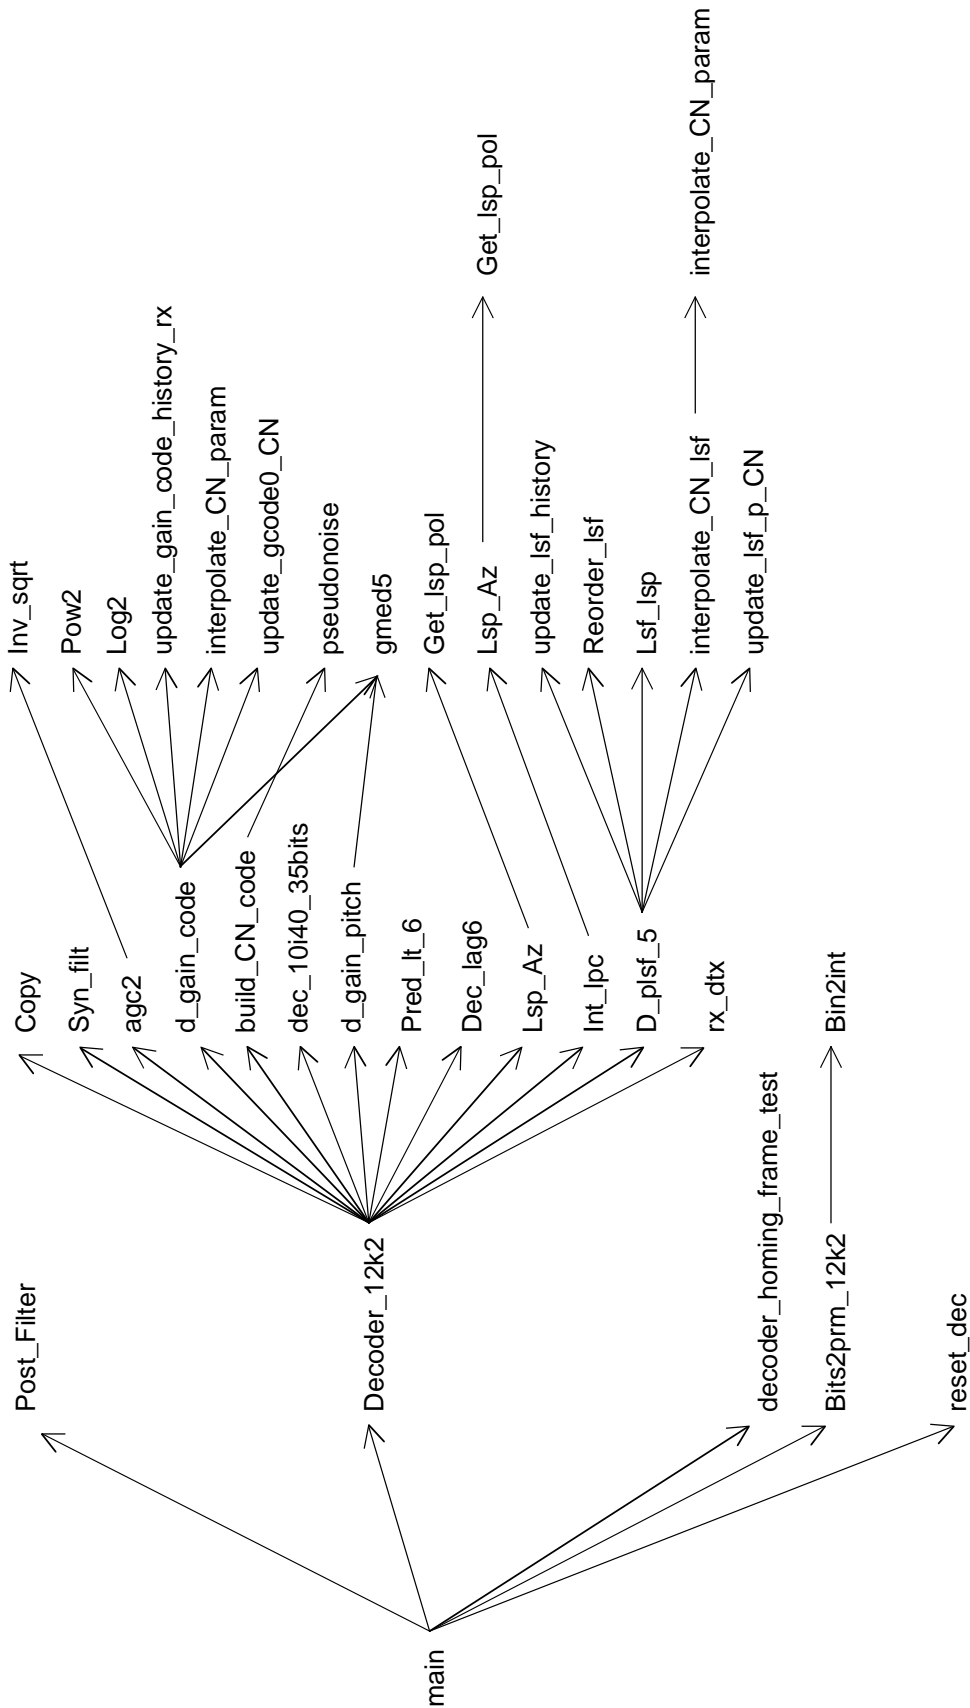 main
Post_Filter
Decoder_12k2
decoder_homing_frame_test
Bits2prm_12k2
reset_dec
Copy
Syn_filt
agc2
d_gain_code
build_CN_code
dec_10i40_35bits
d_gain_pitch
Pred_lt_6
Dec_lag6
Lsp_Az
Int_lpc
D_plsf_5
rx_dtx
Bin2int
Inv_sqrt
Pow2
Log2
update_gain_code_history_rx
interpolate_CN_param
update_gcode0_CN
pseudonoise
gmed5
Get_lsp_pol
Lsp_Az
update_lsf_history
Reorder_lsf
Lsf_lsp
interpolate_CN_lsf
update_lsf_p_CN
Get_lsp_pol
interpolate_CN_param